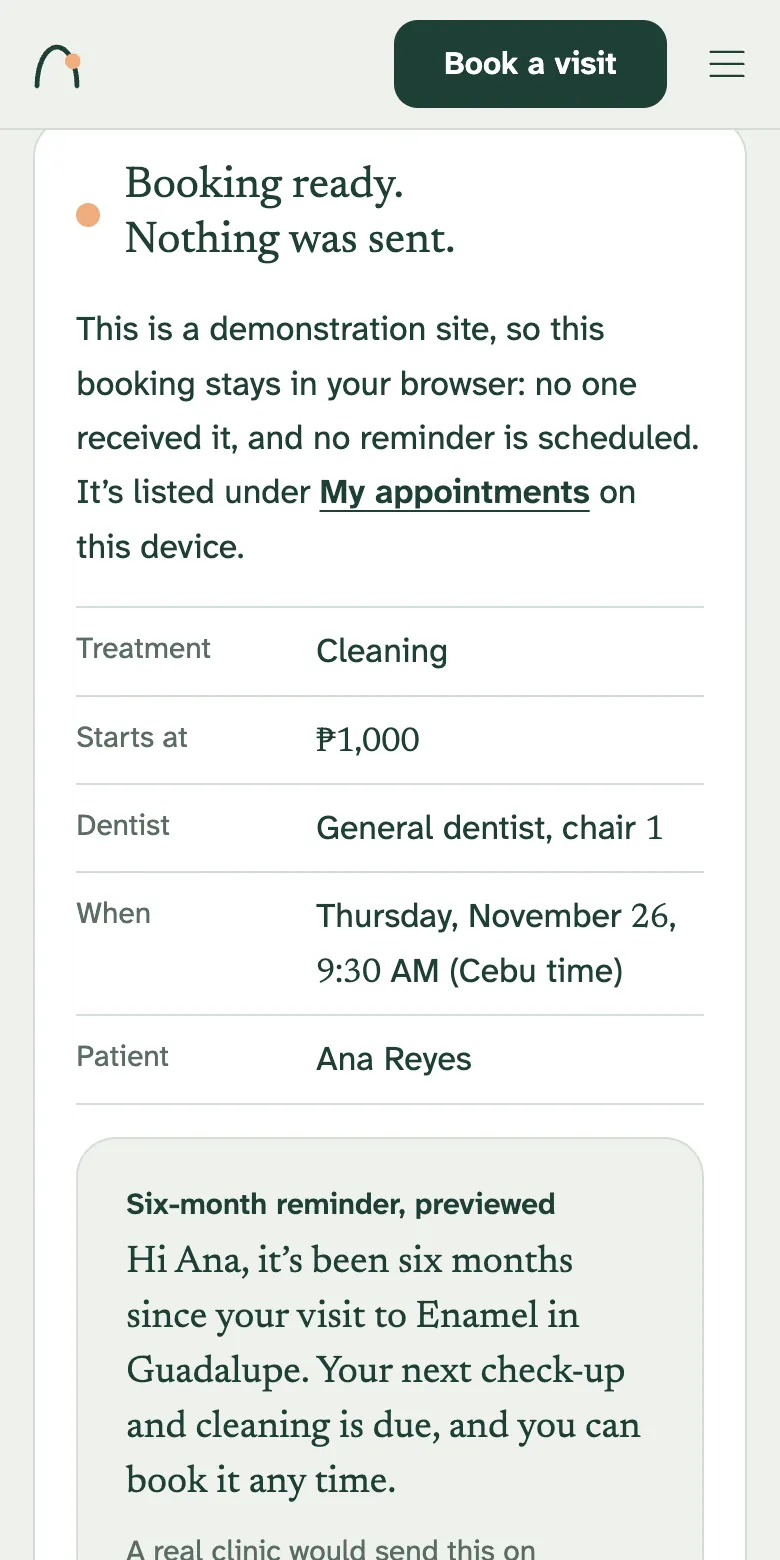 Book a visit
Booking ready.
Nothing was sent.
This is a demonstration site, so this
booking stays in your browser: no one
received it, and no reminder is scheduled.
It’s listed under My appointments on
this device.
Treatment Cleaning
Starts at ₱1,000
Dentist General dentist, chair 1
When Thursday, November 26,
9:30 AM (Cebu time)
Patient Ana Reyes
Six-month reminder, previewed
Hi Ana, it’s been six months
since your visit to Enamel in
Guadalupe. Your next check-up
and cleaning is due, and you can
book it any time.
A real clinic would send this on